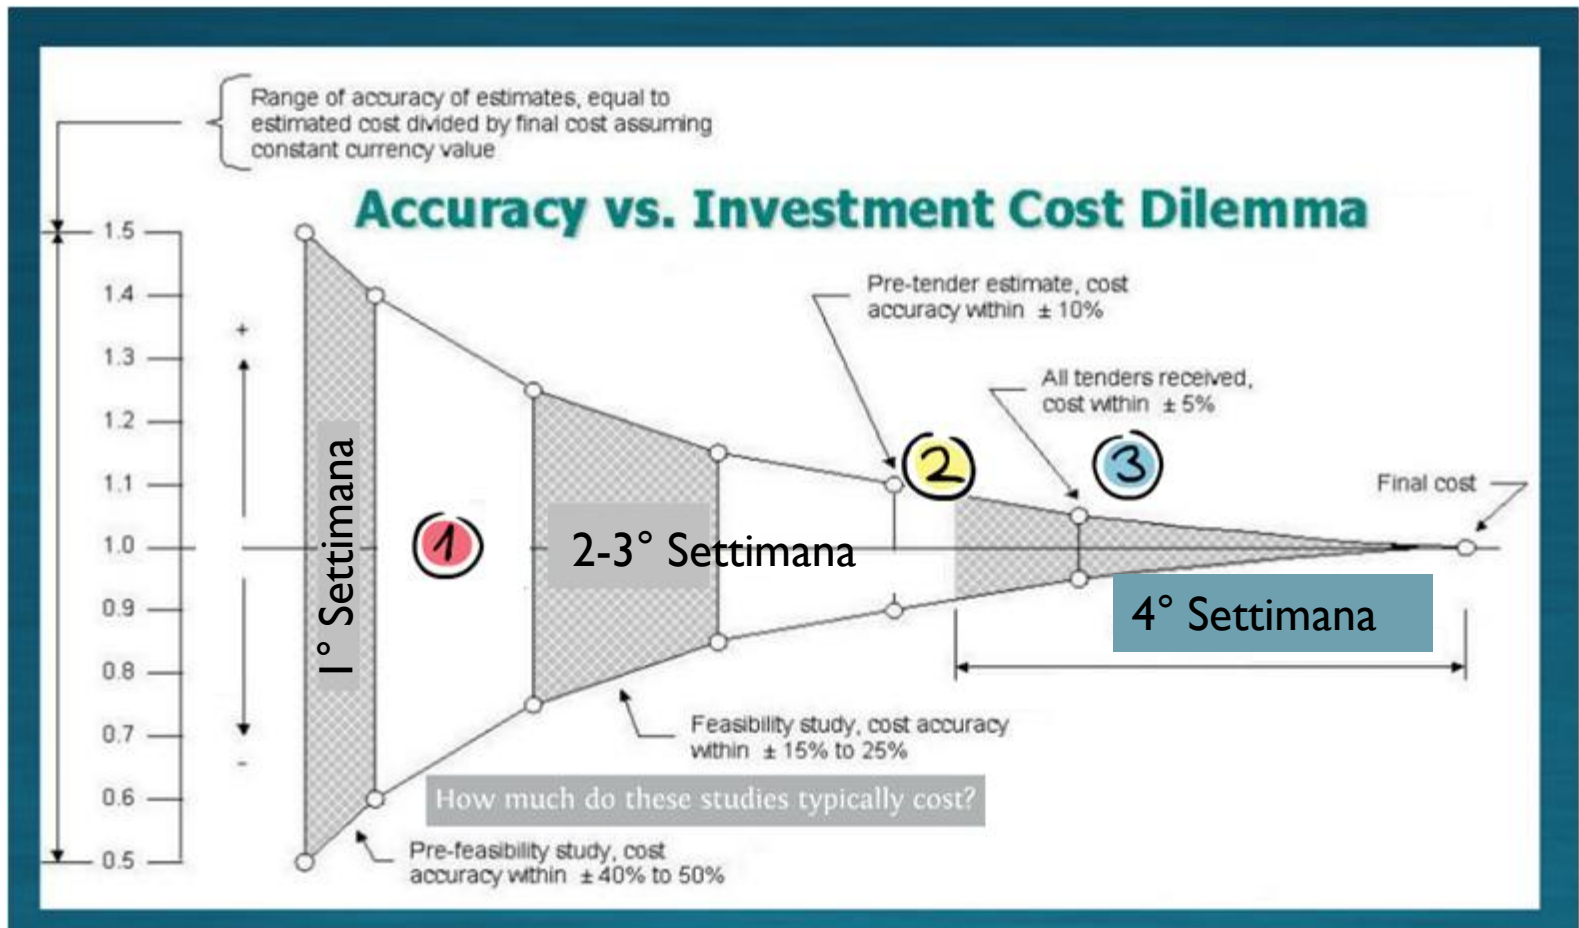 Range of accuracy of estimates, equal to
estimated cost divided by final cost assuming
constant currency value
Accuracy vs. Investment Cost Dilemma
1.5
1.4
1.3
1.2
1.1
1.0
0.9
0.8
0.7
0.6
0.5
+
-
Pre-tender estimate, cost
accuracy within ± 10%
All tenders received,
cost within ± 5%
Final cost
1° Settimana
1
2-3° Settimana
2
3
4° Settimana
Feasibility study, cost accuracy
within ± 15% to 25%
How much do these studies typically cost?
Pre-feasibility study, cost
accuracy within ± 40% to 50%